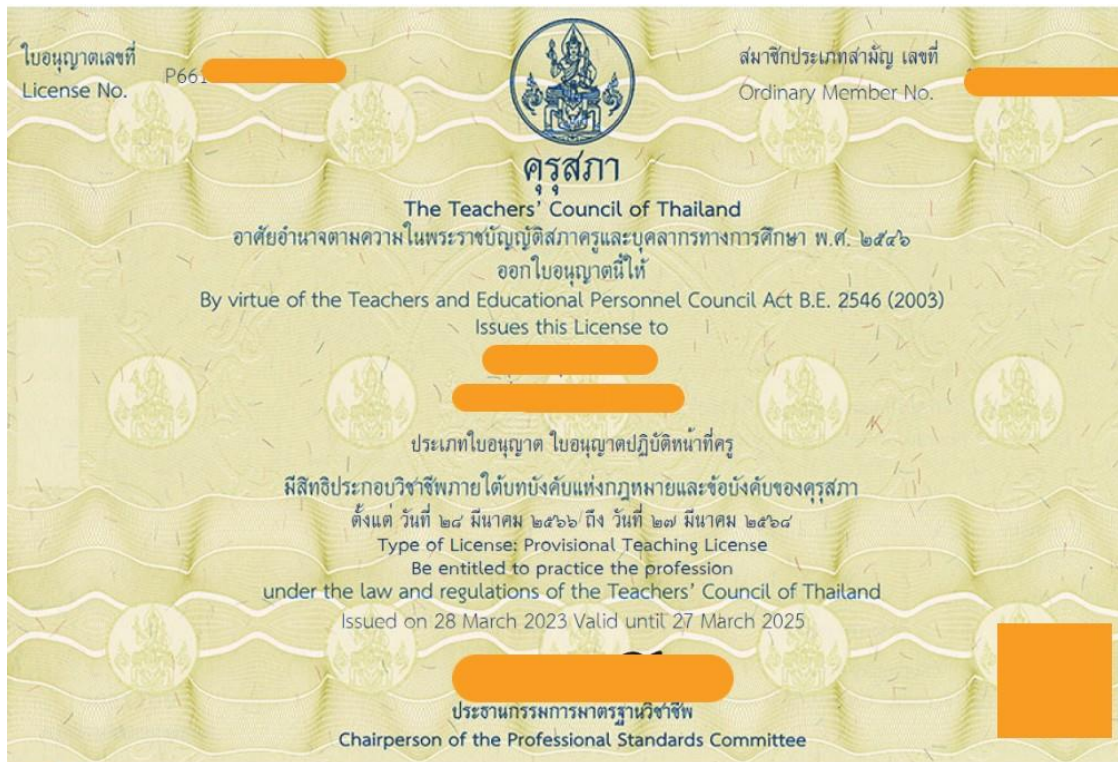 ใบอนุญาตเลขที่
License No.
P661
สมาชิกประเภทสามัญ เลขที่
Ordinary Member No.
คุรุสภา
The Teachers' Council of Thailand
อาศัยอำนาจตามความในพระราชบัญญัติสภาครูและบุคลากรทางการศึกษา พ.ศ. ๒๕๔๖
ออกใบอนุญาตนี้ให้
By virtue of the Teachers and Educational Personnel Council Act B.E. 2546 (2003)
Issues this License to
ประเภทใบอนุญาต ใบอนุญาตปฏิบัติหน้าที่ครู
มีสิทธิประกอบวิชาชีพภายใต้บทบังคับแห่งกฎหมายและข้อบังคับของคุรุสภา
ตั้งแต่ วันที่ ๒๘ มีนาคม ๒๕๖๖ ถึง วันที่ ๒๗ มีนาคม ๒๕๖๘
Type of License: Provisional Teaching License
Be entitled to practice the profession
under the law and regulations of the Teachers' Council of Thailand
Issued on 28 March 2023 Valid until 27 March 2025
ประธานกรรมการมาตรฐานวิชาชีพ
Chairperson of the Professional Standards Committee